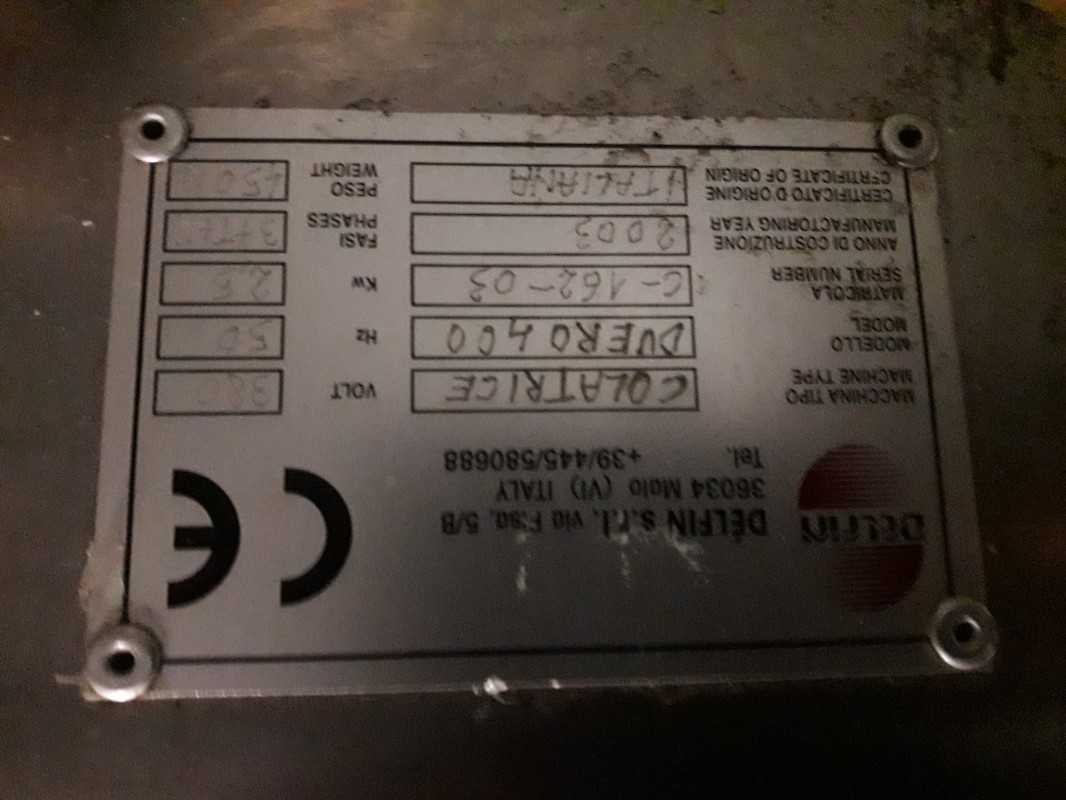 DELFIN
DELFIN s.r.l. via Pisa, 5/B
36034 Malo (VI) ITALY
Tel. +39/445/580688
CE
MACCHINA TIPO
MACHINE TYPE
COLATRICE
VOLT
380
MODELLO
MODEL
DUERO 400
Hz
50
MATRICOLA
SERIAL NUMBER
C-162-03
Kw
ANNO DI COSTRUZIONE
MANUFACTORING YEAR
2003
FASI
PHASES
CERTIFICATO D'ORIGINE
CERTIFICATE OF ORIGIN
ITALIANA
PESO
WEIGHT